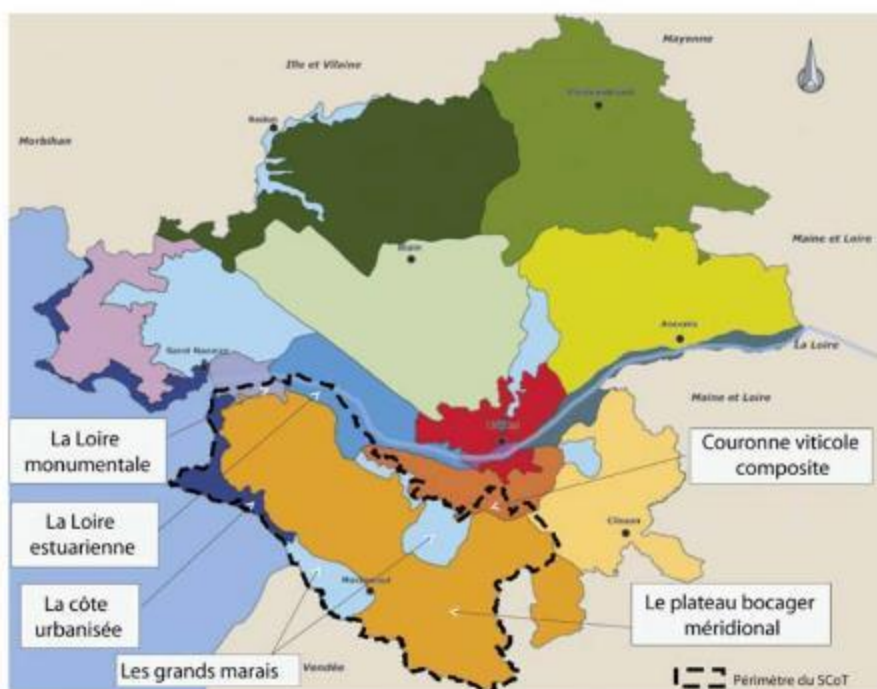 Mayenne
Ille et Vilaine
Redon
Morbihan
Blain
Maine et Loire
Ancenis
Saint Nazaire
La Loire
Maine et Loire
La Loire
monumentale
Couronne viticole
composite
La Loire
estuarienne
Clisson
La côte
urbanisée
Machecoul
Le plateau bocager
méridional
Les grands marais
Vendée
Périmètre du SCoT